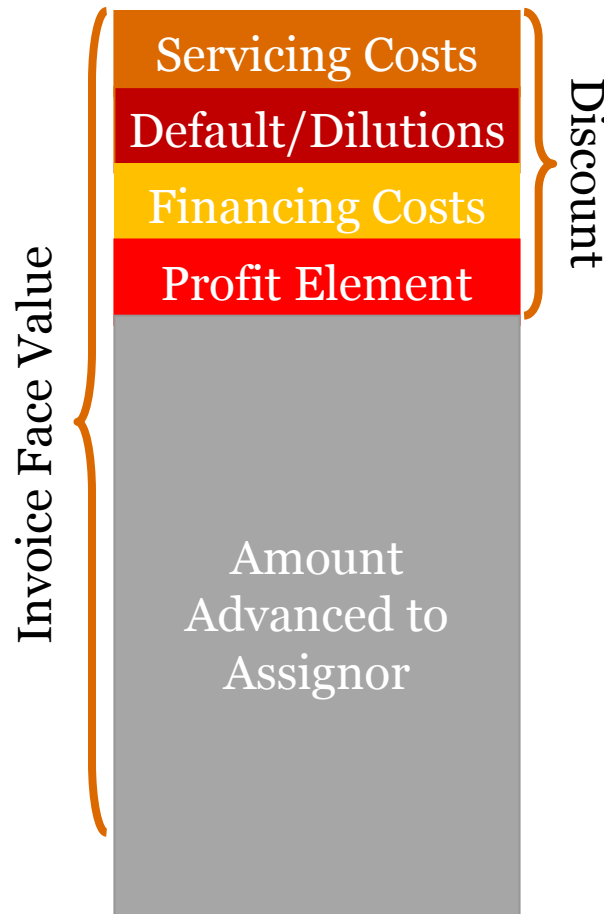 Servicing Costs
Default/Dilutions
Financing Costs
Profit Element
Discount
Invoice Face Value
Amount
Advanced to
Assignor